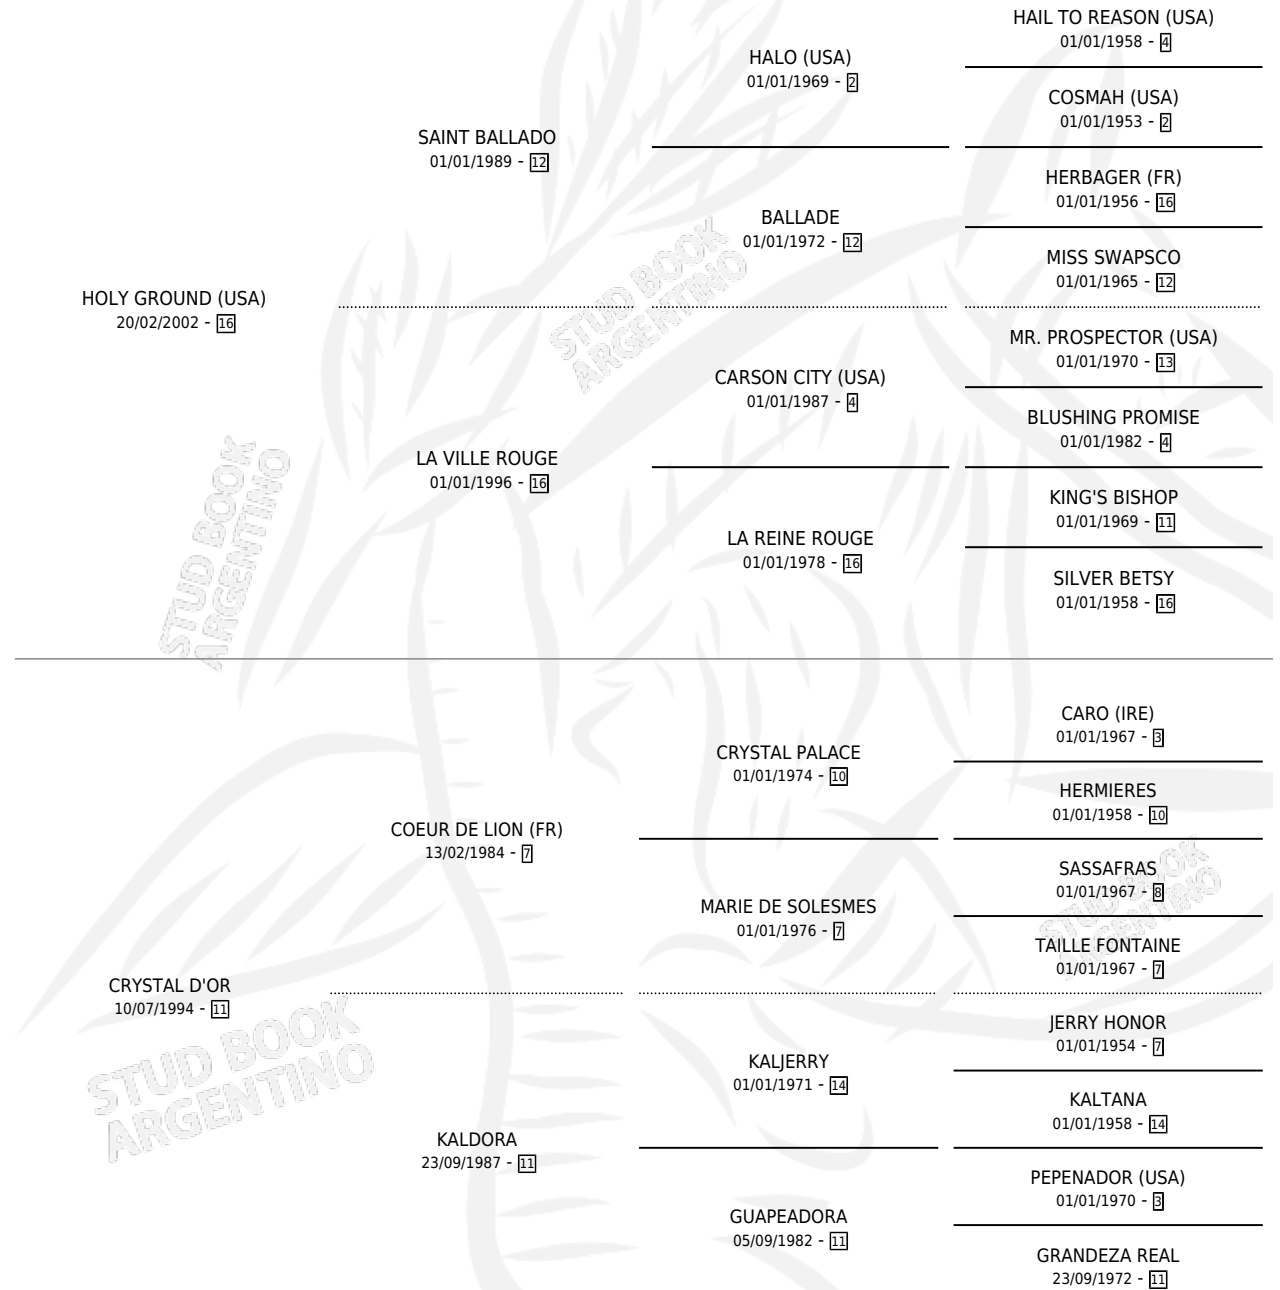 HAIL TO REASON (USA)
01/01/1958 - 4
HALO (USA)
01/01/1969 - 2
COSMAH (USA)
01/01/1953 - 2
SAINT BALLADO
01/01/1989 - 12
HERBAGER (FR)
01/01/1956 - 16
BALLADE
01/01/1972 - 12
MISS SWAPSCO
01/01/1965 - 12
HOLY GROUND (USA)
20/02/2002 - 16
STUD BOOK
ARGENTINO
MR. PROSPECTOR (USA)
01/01/1970 - 13
CARSON CITY (USA)
01/01/1987 - 4
BLUSHING PROMISE
01/01/1982 - 4
LA VILLE ROUGE
01/01/1996 - 16
KING'S BISHOP
01/01/1969 - 11
LA REINE ROUGE
01/01/1978 - 16
SILVER BETSY
01/01/1958 - 16
STUD BOOK
ARGENTINO
CARO (IRE)
01/01/1967 - 3
CRYSTAL PALACE
01/01/1974 - 10
HERMIERES
01/01/1958 - 10
COEUR DE LION (FR)
13/02/1984 - 7
SASSAFRAS
01/01/1967 - 8
MARIE DE SOLESMES
01/01/1976 - 7
STUD BOOK
ARGENTINO
TAILLE FONTAINE
01/01/1967 - 7
CRYSTAL D'OR
10/07/1994 - 11
JERRY HONOR
01/01/1954 - 7
KALJERRY
01/01/1971 - 14
STUD BOOK
ARGENTINO
KALTANA
01/01/1958 - 14
KALDORA
23/09/1987 - 11
PEPENADOR (USA)
01/01/1970 - 3
GUAPEADORA
05/09/1982 - 11
GRANDEZA REAL
23/09/1972 - 11